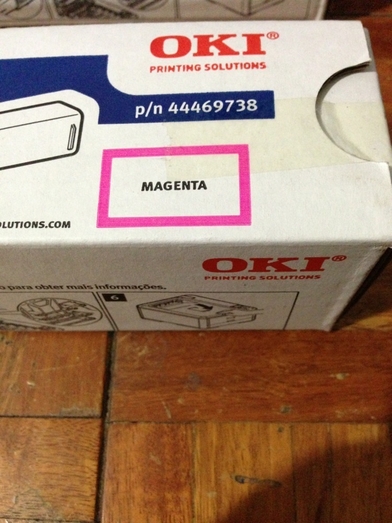 OKI®
PRINTING SOLUTIONS
p/n 44469738
MAGENTA
OLUTIONS.COM
OKI®
PRINTING SOLUTIONS
o para obter mais informações.
6